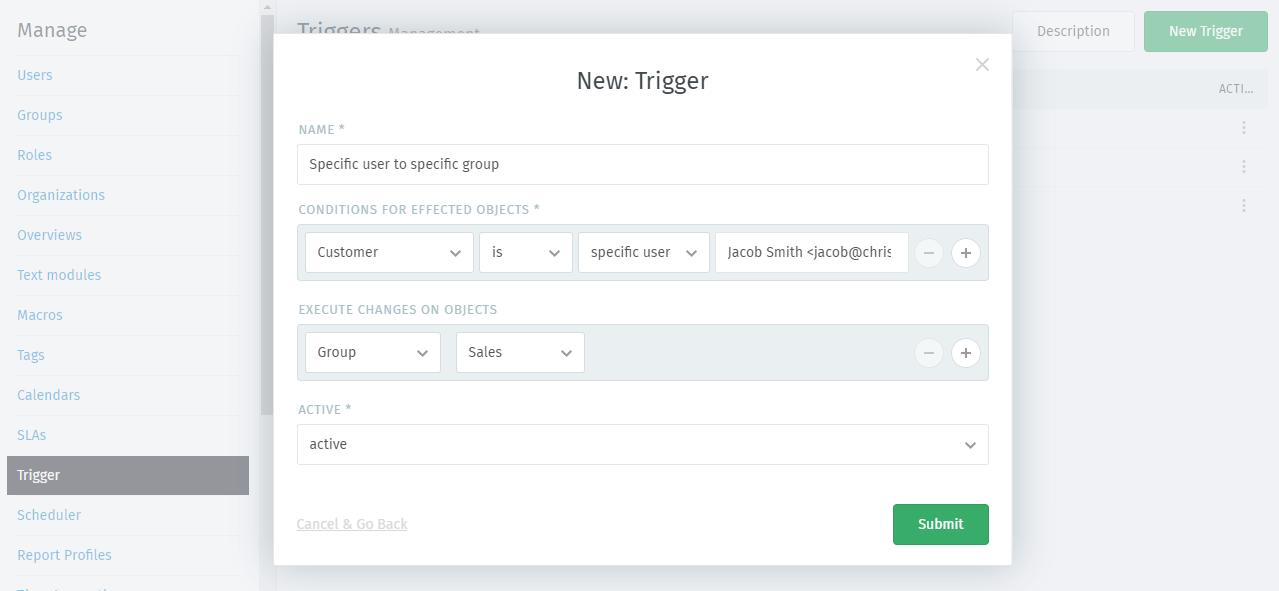 Manage
Users
Groups
Roles
Organizations
Overviews
Text modules
Macros
Tags
Calendars
SLAs
Trigger
Scheduler
Report Profiles
Triggers Management
Description
New Trigger
ACTI...
New: Trigger
NAME *
Specific user to specific group
CONDITIONS FOR EFFECTED OBJECTS *
Customer is specific user Jacob Smith <jacob@chris
EXECUTE CHANGES ON OBJECTS
Group Sales
ACTIVE *
active
Cancel & Go Back
Submit